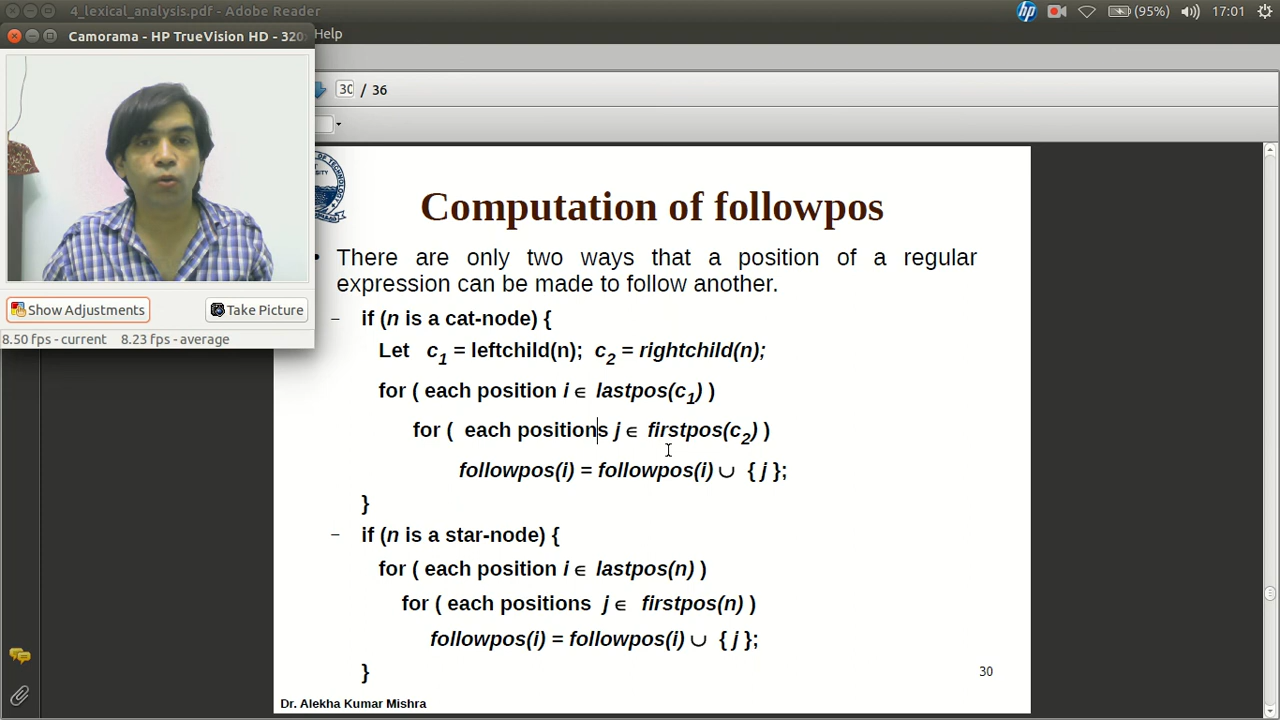 4_lexical_analysis.pdf - Adobe Reader
(95%)
17:01
Camorama - HP TrueVision HD - 320
Help
30 / 36
Show Adjustments
Take Picture
8.50 fps - current 8.23 fps - average
Computation of followpos
• There are only two ways that a position of a regular
expression can be made to follow another.
– if (n is a cat-node) {
Let c1 = leftchild(n); c2 = rightchild(n);
for ( each position i ∈ lastpos(c1) )
for ( each positions j ∈ firstpos(c2) )
followpos(i) = followpos(i) ∪ { j };
}
– if (n is a star-node) {
for ( each position i ∈ lastpos(n) )
for ( each positions j ∈ firstpos(n) )
followpos(i) = followpos(i) ∪ { j };
}
30
Dr. Alekha Kumar Mishra